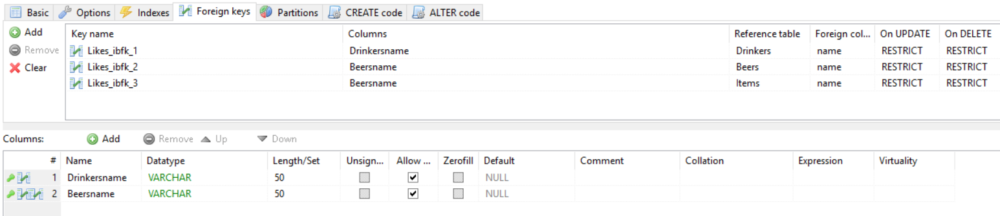 Basic Options Indexes Foreign keys Partitions CREATE code ALTER code
Add
Remove
Clear
Key name Columns Reference table Foreign col... On UPDATE On DELETE
Likes_ibfk_1 Drinkersname Drinkers name RESTRICT RESTRICT
Likes_ibfk_2 Beersname Beers name RESTRICT RESTRICT
Likes_ibfk_3 Beersname Items name RESTRICT RESTRICT
Columns: Add Remove Up Down
# Name Datatype Length/Set Unsign... Allow ... Zerofill Default Comment Collation Expression Virtuality
1 Drinkersname VARCHAR 50 NULL
2 Beersname VARCHAR 50 NULL